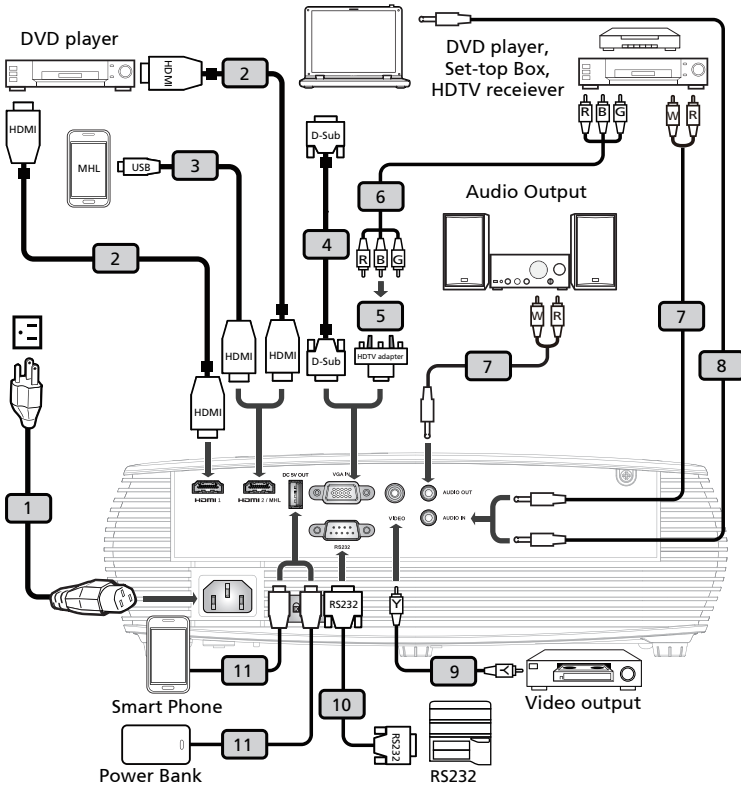 DVD player
HDMI
2
DVD player,
Set-top Box,
HDTV receiever
HDMI
D-Sub
R B G
W R
MHL
USB
3
6
Audio Output
4
R B G
2
5
W R
7
7
8
HDMI
HDMI
D-Sub
HDTV adapter
HDMI
1
DC 5V OUT
VGA IN
HDMI 1
HDMI 2 / MHL
AUDIO OUT
VIDEO
AUDIO IN
RS232
RS232
Y
11
9
Y
Smart Phone
10
Video output
11
RS232
Power Bank
RS232